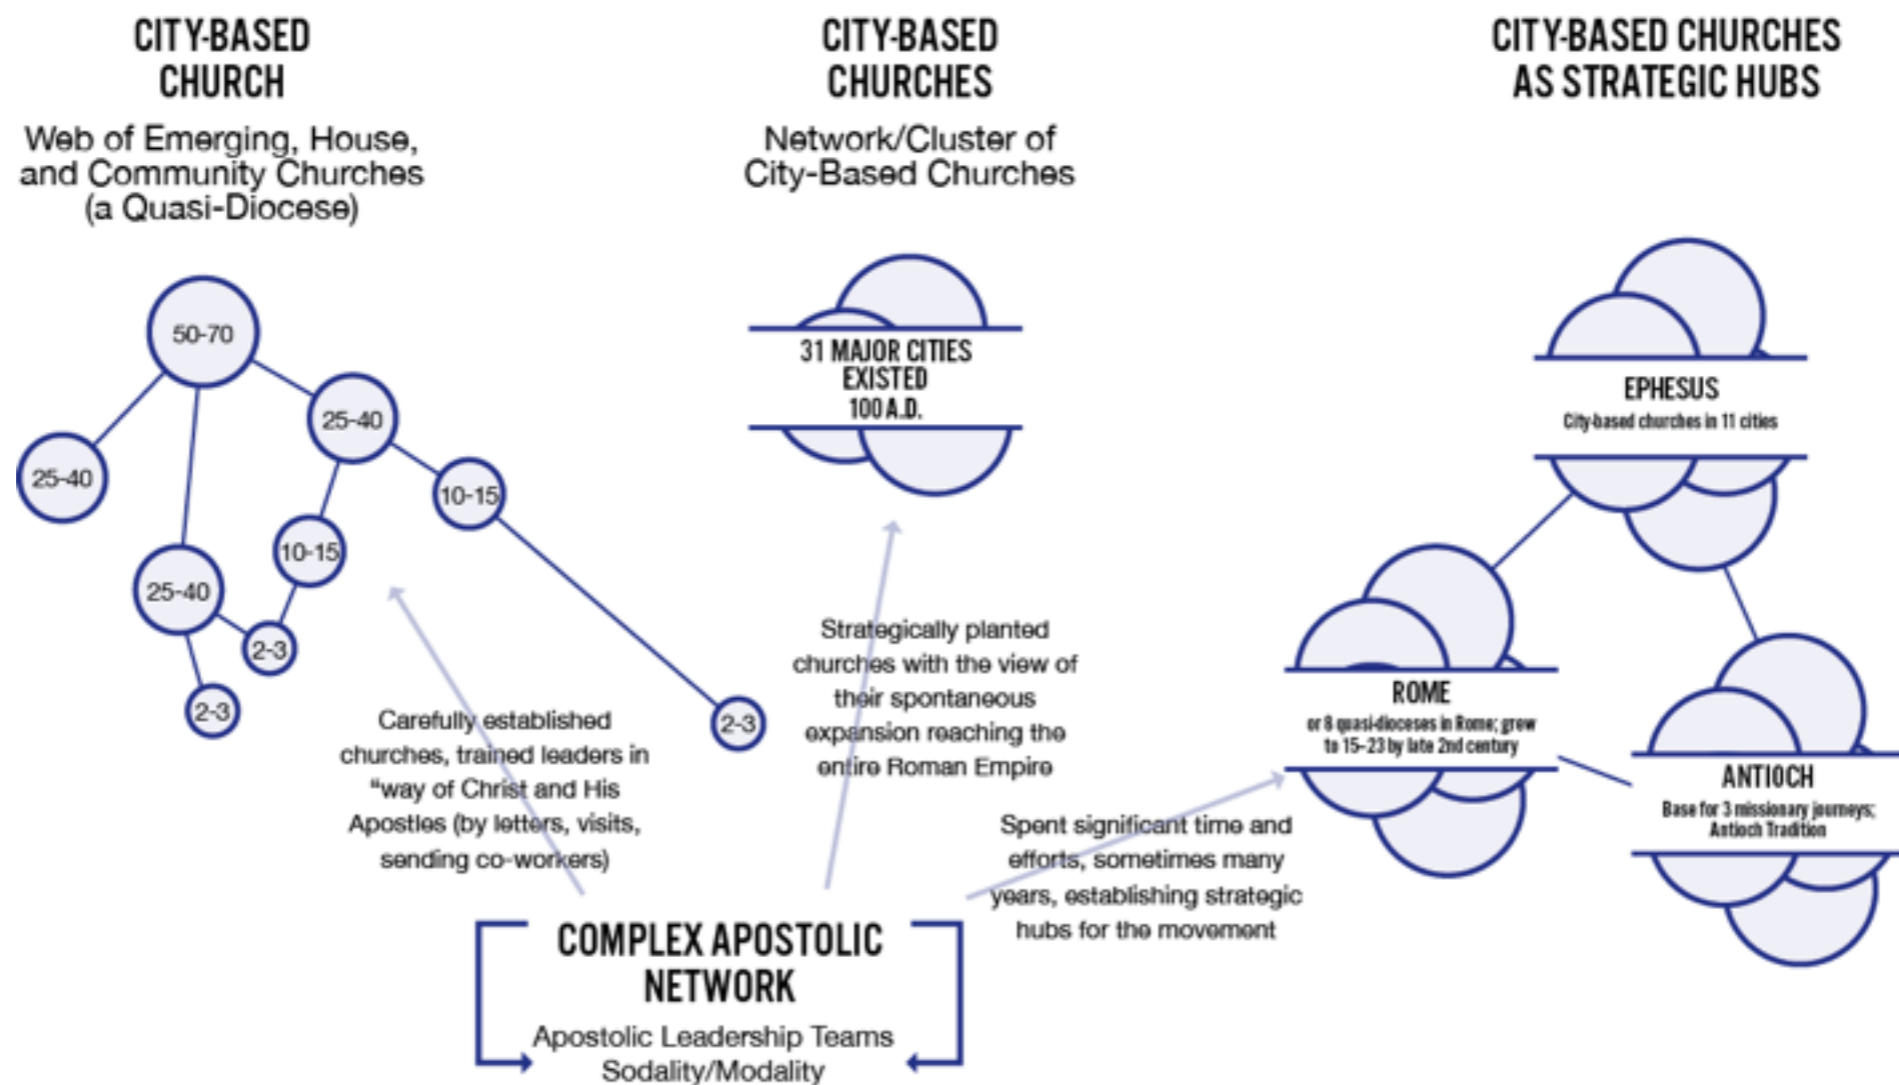 CITY-BASED
CHURCH
Web of Emerging, House,
and Community Churches
(a Quasi-Diocese)
50-70
25-40
25-40
10-15
10-15
25-40
2-3
2-3
2-3
Carefully established
churches, trained leaders in
“way of Christ and His
Apostles (by letters, visits,
sending co-workers)
CITY-BASED
CHURCHES
Network/Cluster of
City-Based Churches
31 MAJOR CITIES
EXISTED
100 A.D.
Strategically planted
churches with the view of
their spontaneous
expansion reaching the
entire Roman Empire
CITY-BASED CHURCHES
AS STRATEGIC HUBS
EPHESUS
City-based churches in 11 cities
ROME
or 8 quasi-dioceses in Rome; grew
to 15-23 by late 2nd century
ANTIOCH
Base for 3 missionary journeys;
Antioch Tradition
Spent significant time and
efforts, sometimes many
years, establishing strategic
hubs for the movement
COMPLEX APOSTOLIC
NETWORK
Apostolic Leadership Teams
Sodality/Modality